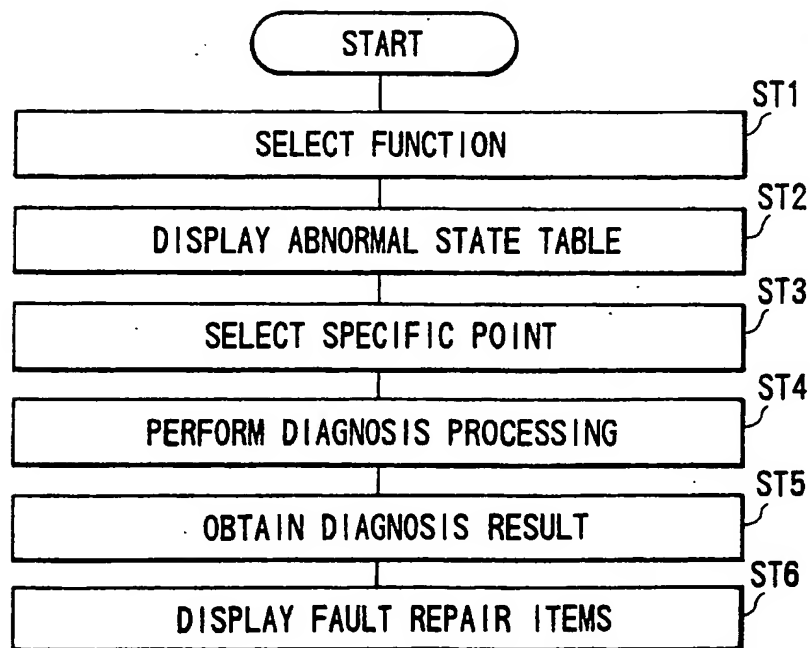 START
ST1
SELECT FUNCTION
ST2
DISPLAY ABNORMAL STATE TABLE
ST3
SELECT SPECIFIC POINT
ST4
PERFORM DIAGNOSIS PROCESSING
ST5
OBTAIN DIAGNOSIS RESULT
ST6
DISPLAY FAULT REPAIR ITEMS